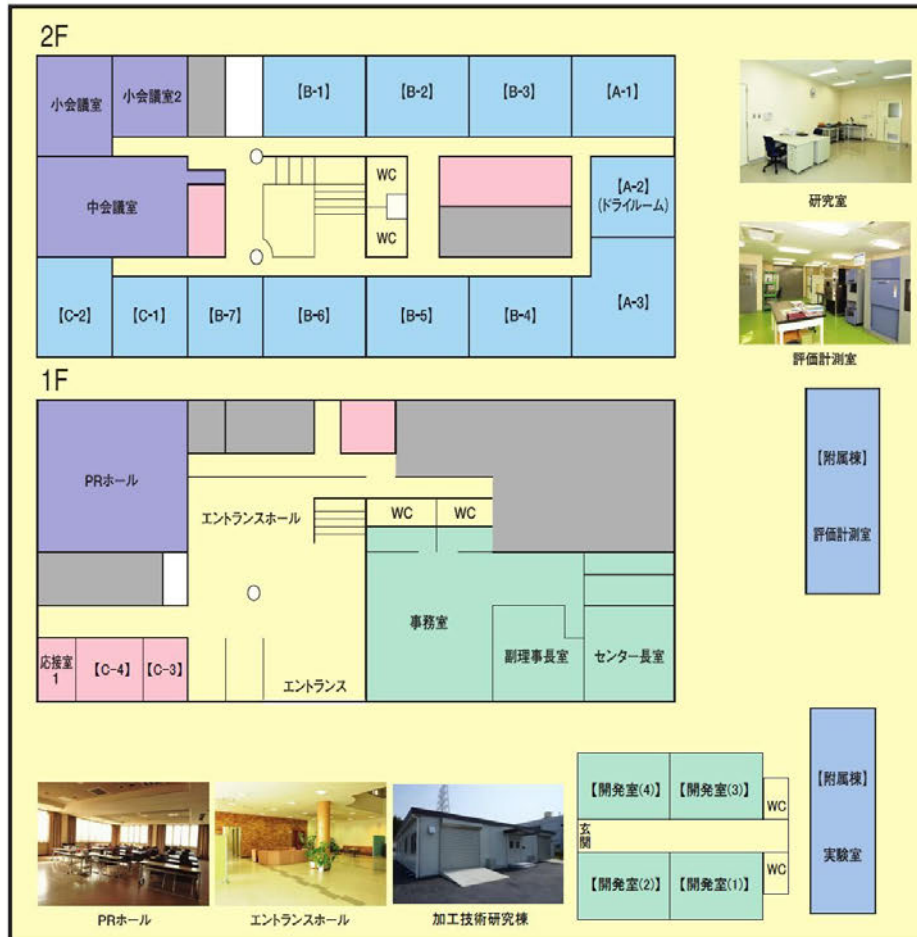 2F
小会議室
小会議室2
【B-1】
【B-2】
【B-3】
【A-1】
中会議室
WC
WC
【A-2】
(ドライルーム)
【C-2】
【C-1】
【B-7】
【B-6】
【B-5】
【B-4】
【A-3】
研究室
評価計測室
1F
PRホール
エントランスホール
WC
WC
事務室
副理事長室
センター長室
応接室
1
【C-4】
【C-3】
エントランス
【附属棟】
評価計測室
【開発室(4)】
【開発室(3)】
WC
玄関
【開発室(2)】
【開発室(1)】
WC
【附属棟】
実験室
PRホール
エントランスホール
加工技術研究棟